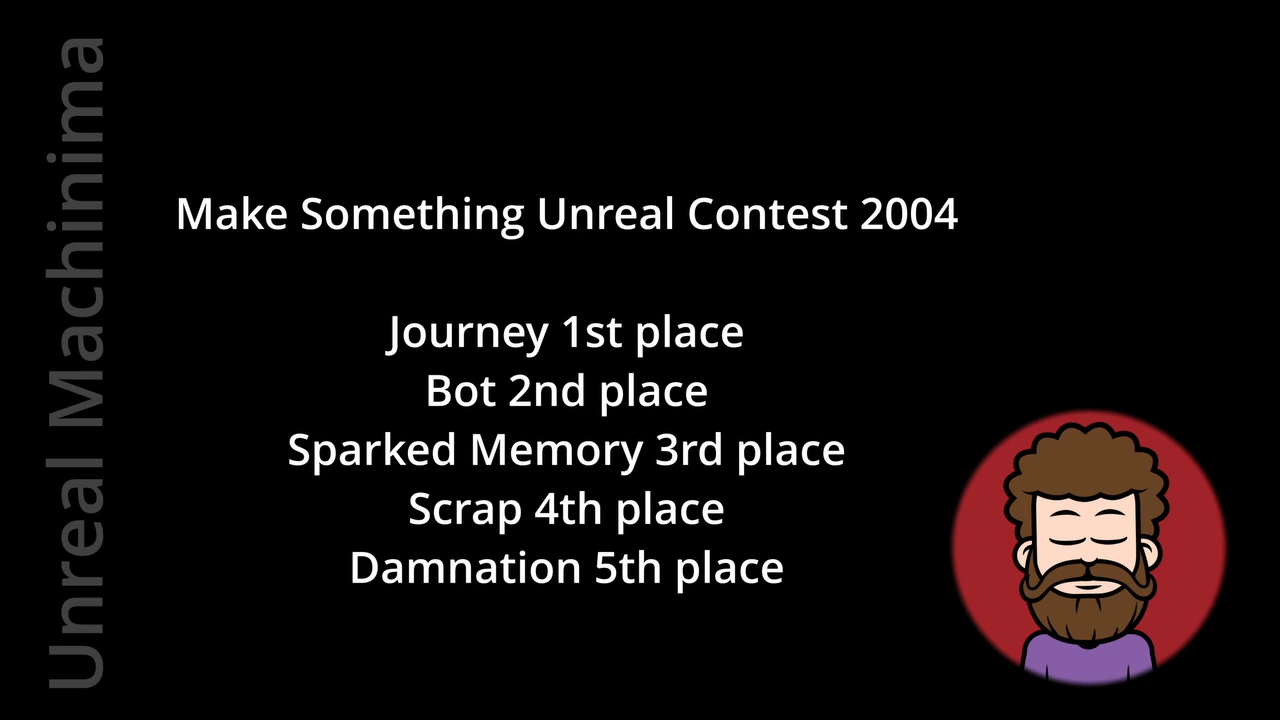 Unreal Machinima
Make Something Unreal Contest 2004
Journey 1st place
Bot 2nd place
Sparked Memory 3rd place
Scrap 4th place
Damnation 5th place